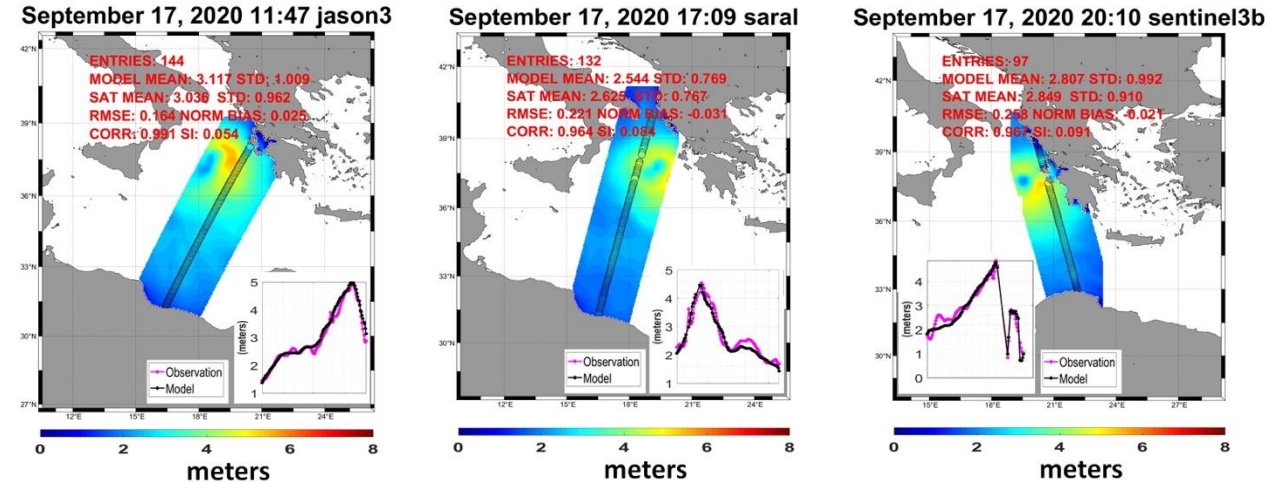 September 17, 2020 11:47 jason3
42°N
39°N
36°N
33°N
30°N
27°N
12°E 15°E 18°E 21°E 24°E
ENTRIES: 144
MODEL MEAN: 3.117 STD: 1.009
SAT MEAN: 3.036 STD: 0.962
RMSE: 0.164 NORM BIAS: 0.025
CORR: 0.991 SI: 0.054
5
4
3
2
1
(meters)
Observation
Model
0 2 4 6 8
meters
September 17, 2020 17:09 saral
42°N
39°N
36°N
33°N
30°N
12°E 15°E 18°E 21°E 24°E
ENTRIES: 132
MODEL MEAN: 2.544 STD: 0.769
SAT MEAN: 2.625 STD: 0.767
RMSE: 0.221 NORM BIAS: -0.031
CORR: 0.964 SI: 0.084
5
4
3
2
1
(meters)
Observation
Model
0 2 4 6 8
meters
September 17, 2020 20:10 sentinel3b
42°N
39°N
36°N
33°N
30°N
15°E 18°E 21°E 24°E 27°E
ENTRIES: 97
MODEL MEAN: 2.807 STD: 0.992
SAT MEAN: 2.849 STD: 0.910
RMSE: 0.258 NORM BIAS: -0.021
CORR: 0.967 SI: 0.091
4
3
2
1
0
(meters)
Observation
Model
0 2 4 6 8
meters